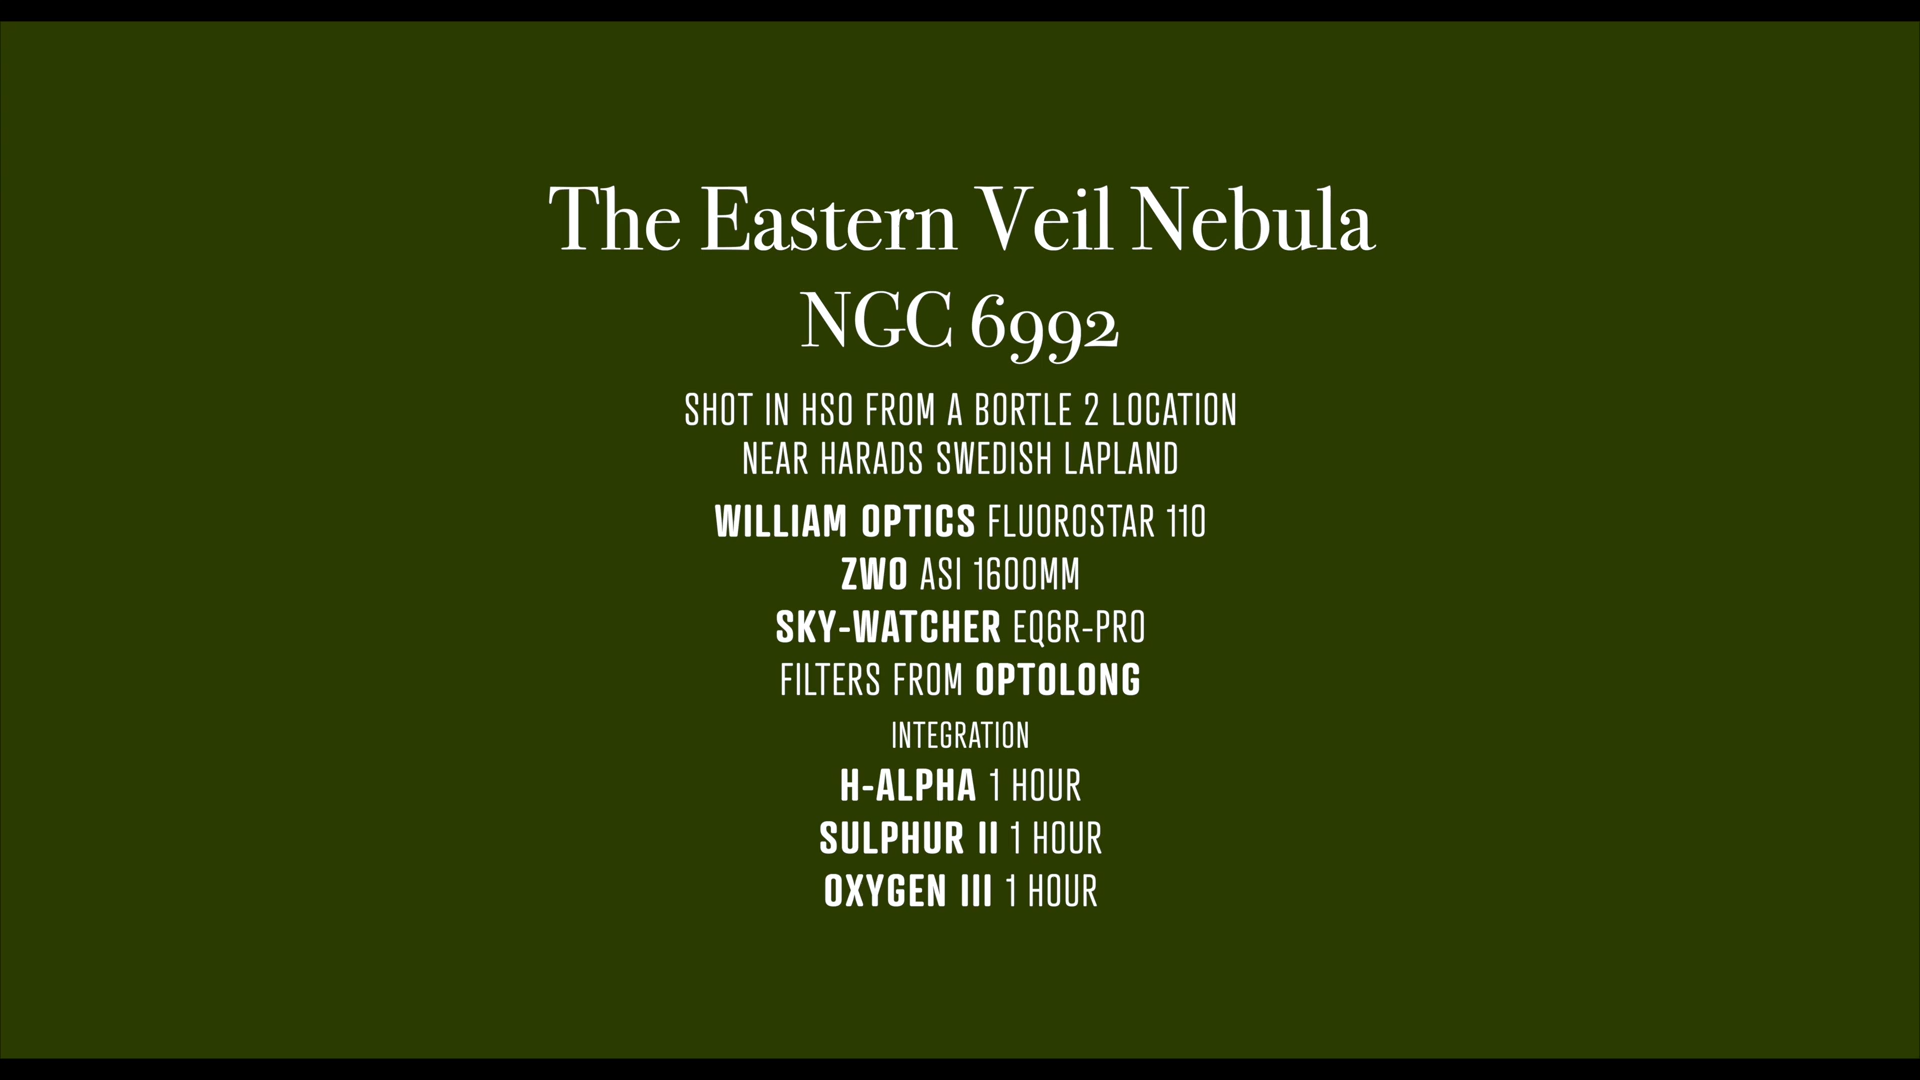 The Eastern Veil Nebula
NGC 6992
SHOT IN HSO FROM A BORTLE 2 LOCATION
NEAR HARADS SWEDISH LAPLAND
WILLIAM OPTICS FLUOROSTAR 110
ZWO ASI 1600MM
SKY-WATCHER EQ6R-PRO
FILTERS FROM OPTOLONG
INTEGRATION
H-ALPHA 1 HOUR
SULPHUR II 1 HOUR
OXYGEN III 1 HOUR